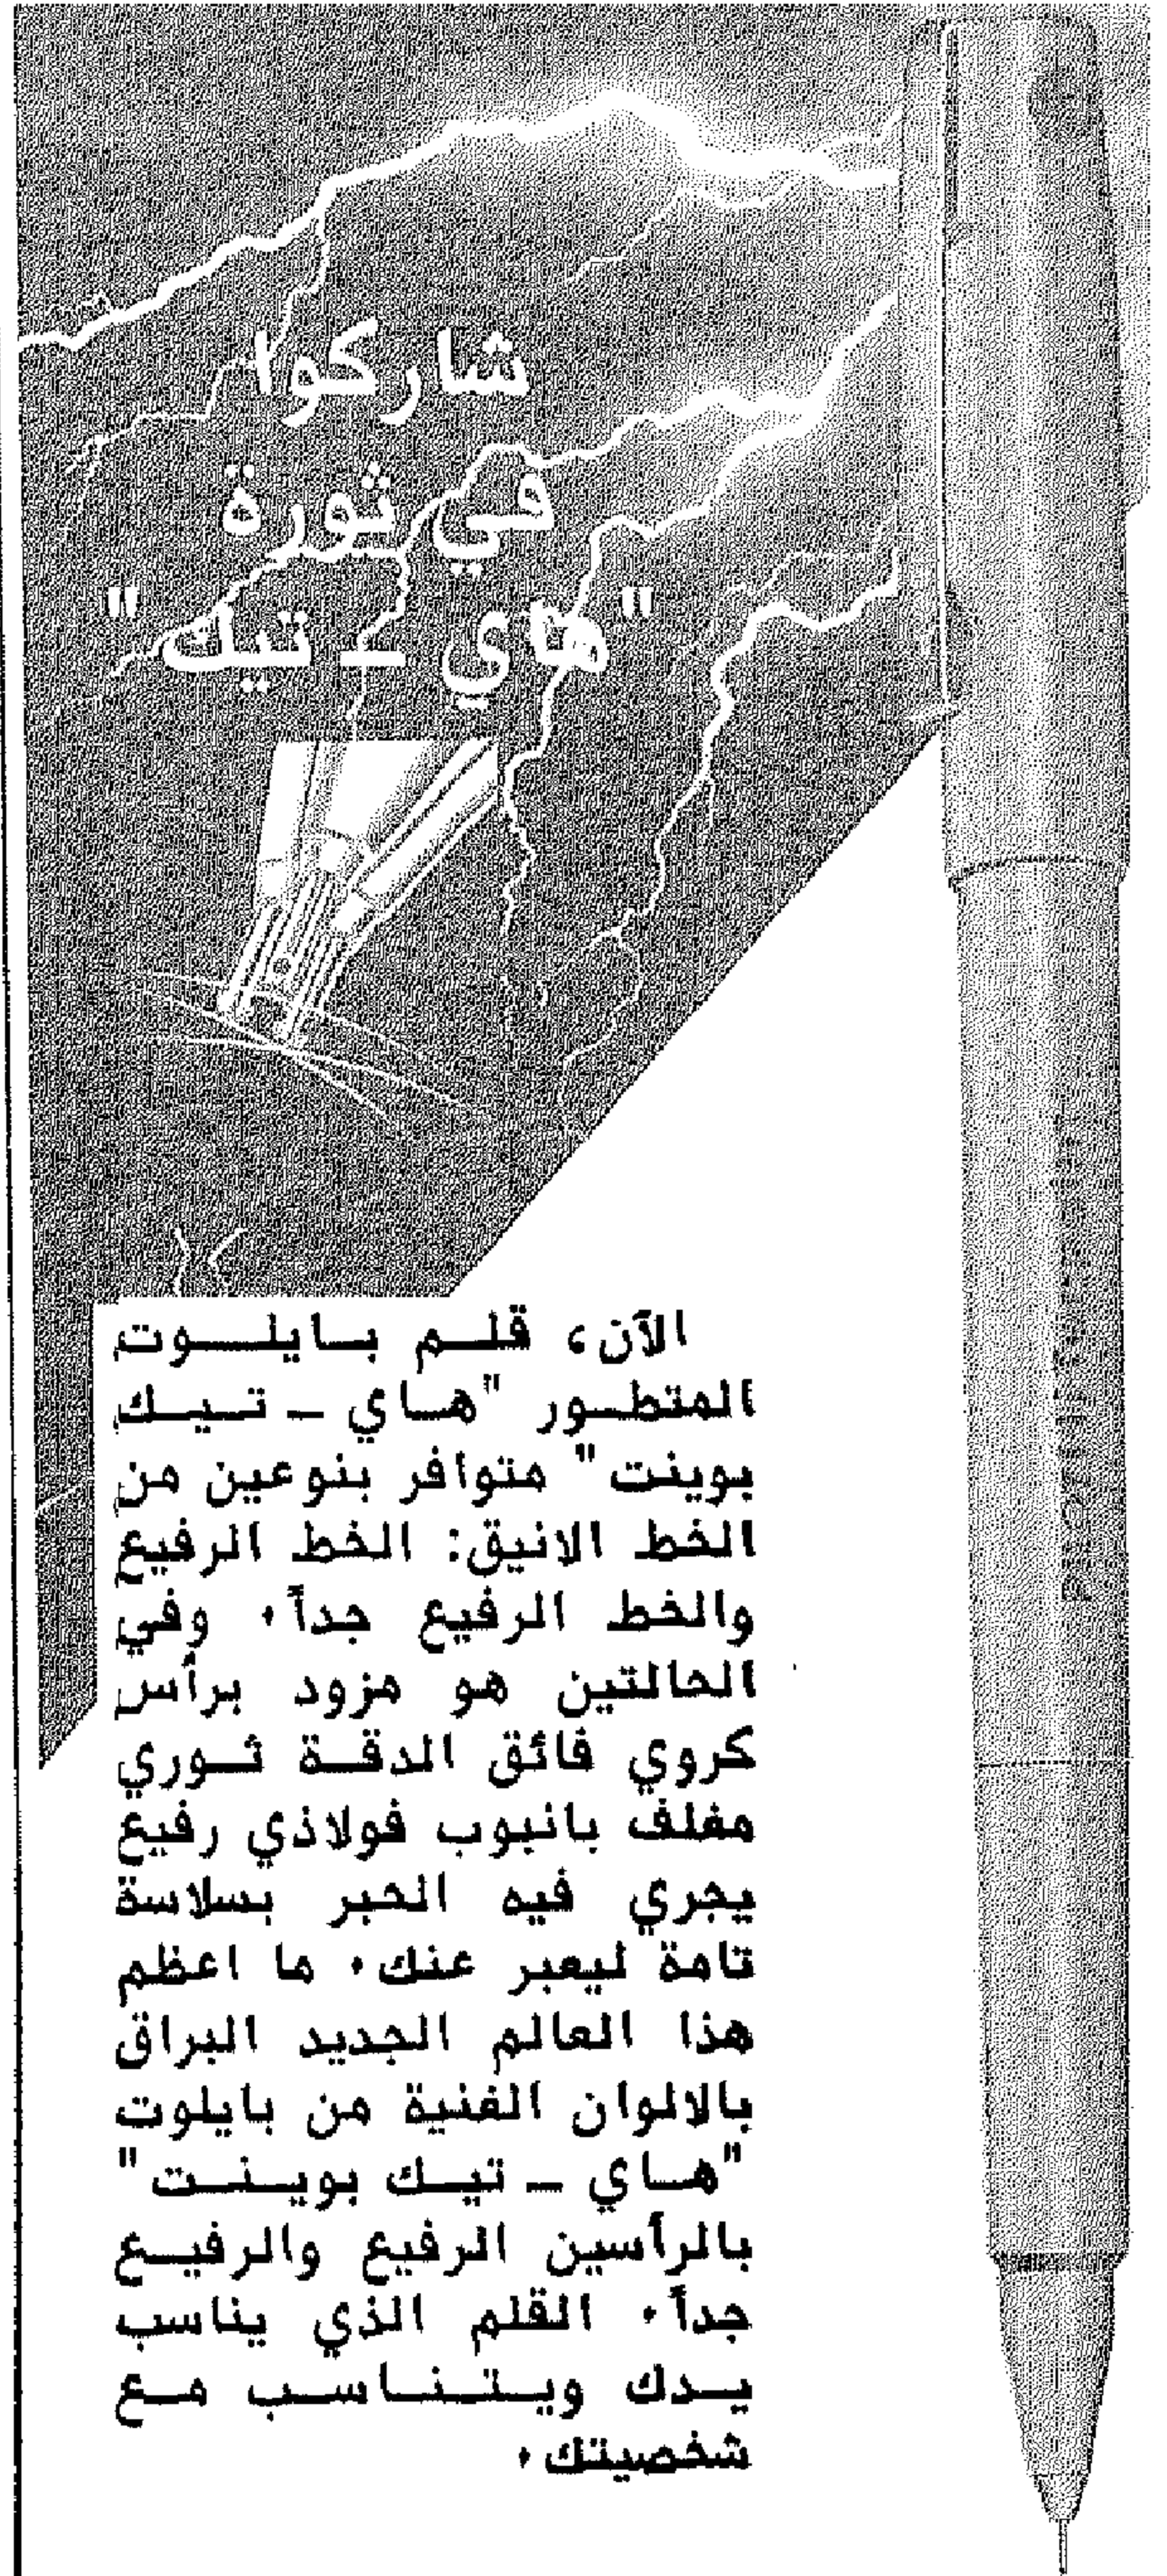 شاركوا
في ثورة
"هاي - تيك"
الآن، قلم بايلوت
المتطور "هاي - تيك
بوينت" متوافر بنوعين من
الخط الانيق: الخط الرفيع
والخط الرفيع جداً. وفي
الحالتين هو مزود برأس
كروي فائق الدقة ثوري
مغلف بانبوب فولاذي رفيع
يجري فيه الحبر بسلاسة
تامة ليعبر عنك. ما اعظم
هذا العالم الجديد البراق
بالالوان الغنية من بايلوت
"هاي - تيك بوينت"
بالرأسين الرفيع والرفيع
جداً. القلم الذي يناسب
يدك ويتناسب مع
شخصيتك.
PILOT